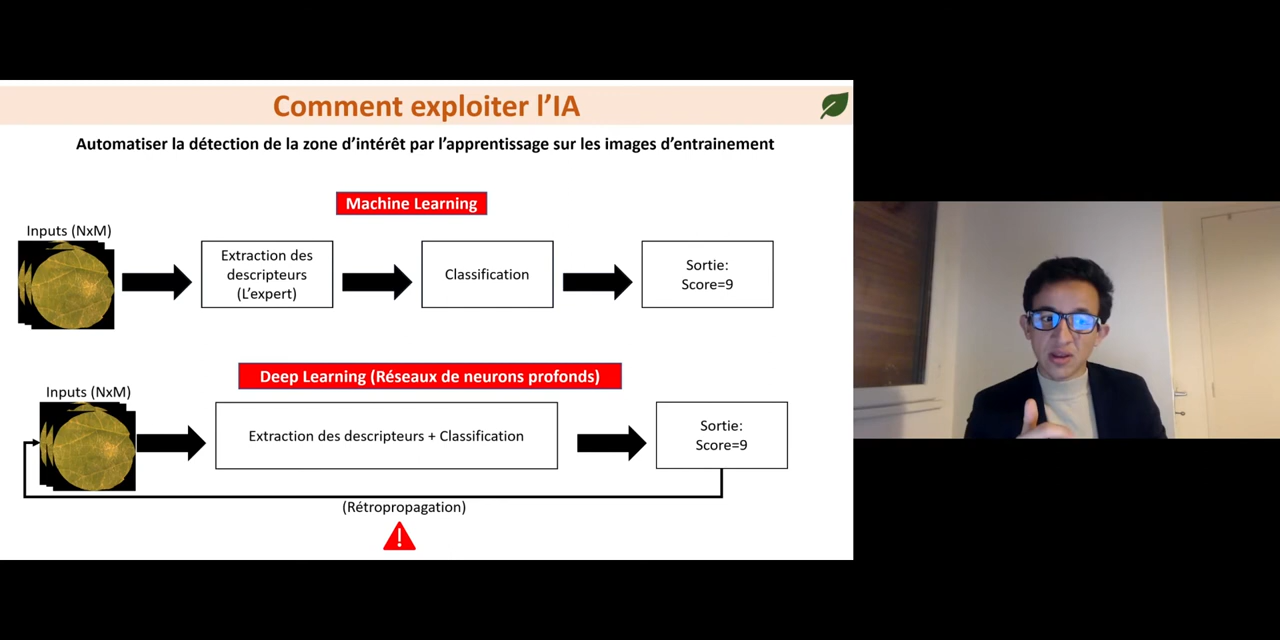 Comment exploiter l’IA
Automatiser la détection de la zone d’intérêt par l’apprentissage sur les images d’entrainement
Machine Learning
Inputs (NxM)
Extraction des
descripteurs
(L’expert)
Classification
Sortie:
Score=9
Deep Learning (Réseaux de neurons profonds)
Inputs (NxM)
Extraction des descripteurs + Classification
Sortie:
Score=9
(Rétropropagation)
!